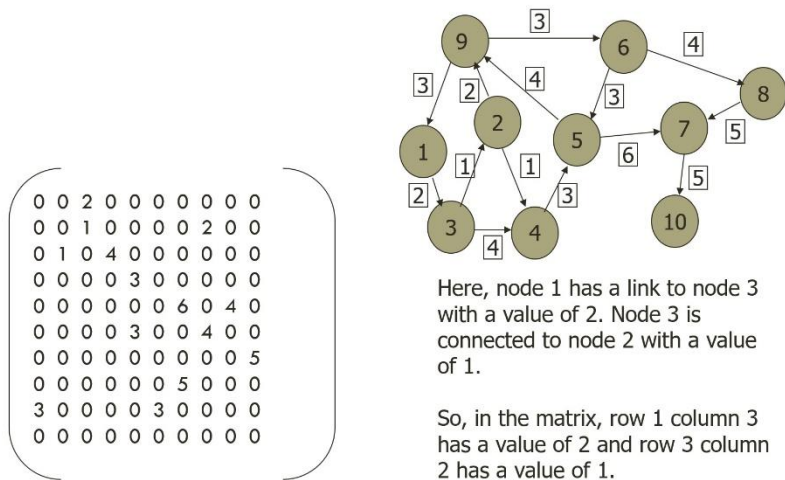 0 0 2 0 0 0 0 0 0 0
0 0 1 0 0 0 0 2 0 0
0 1 0 4 0 0 0 0 0 0
0 0 0 0 3 0 0 0 0 0
0 0 0 0 0 0 6 0 4 0
0 0 0 0 3 0 0 4 0 0
0 0 0 0 0 0 0 0 0 5
0 0 0 0 0 0 5 0 0 0
3 0 0 0 0 3 0 0 0 0
0 0 0 0 0 0 0 0 0 0
3
9
6
4
3
2
4
3
8
2
5
7
5
1
1
1
6
2
3
5
3
4
4
10
Here, node 1 has a link to node 3
with a value of 2. Node 3 is
connected to node 2 with a value
of 1.
So, in the matrix, row 1 column 3
has a value of 2 and row 3 column
2 has a value of 1.